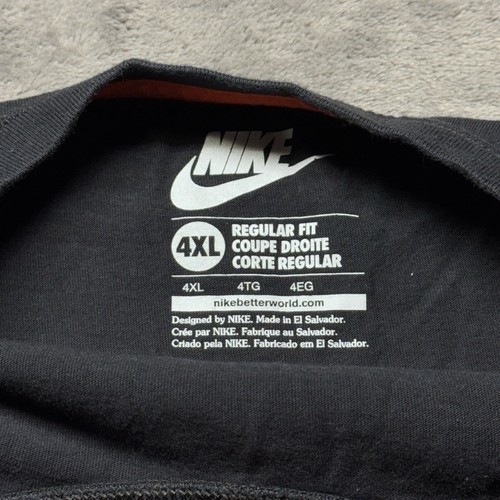 NIKE
4XL
REGULAR FIT
COUPE DROITE
CORTE REGULAR
4XL 4TG 4EG
nikebetterworld.com
Designed by NIKE. Made in El Salvador.
Crée par NIKE. Fabrique au Salvador.
Criado pela NIKE. Fabricado em El Salvador.